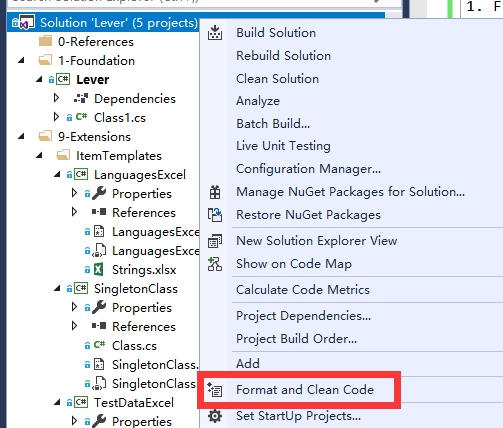 Solution 'Lever' (5 projects)
0-References
1-Foundation
Lever
Dependencies
Class1.cs
9-Extensions
ItemTemplates
LanguagesExcel
Properties
References
LanguagesExce
LanguagesExce
Strings.xlsx
SingletonClass
Properties
References
Class.cs
SingletonClass.
SingletonClass.
TestDataExcel
Properties
Build Solution
Rebuild Solution
Clean Solution
Analyze
Batch Build...
Live Unit Testing
Configuration Manager...
Manage NuGet Packages for Solution...
Restore NuGet Packages
New Solution Explorer View
Show on Code Map
Calculate Code Metrics
Project Dependencies...
Project Build Order...
Add
Format and Clean Code
Set StartUp Projects...
1. F